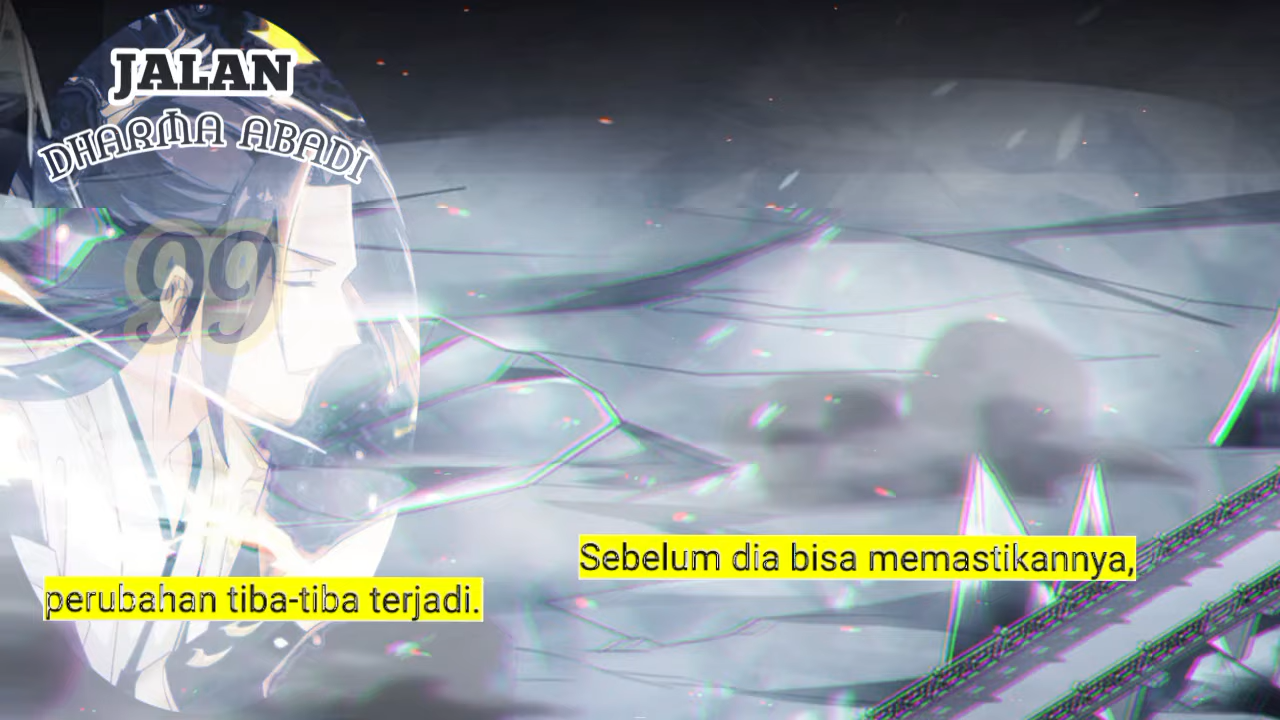 JALAN
DHARMA ABADI
99
Sebelum dia bisa memastikannya,
perubahan tiba-tiba terjadi.